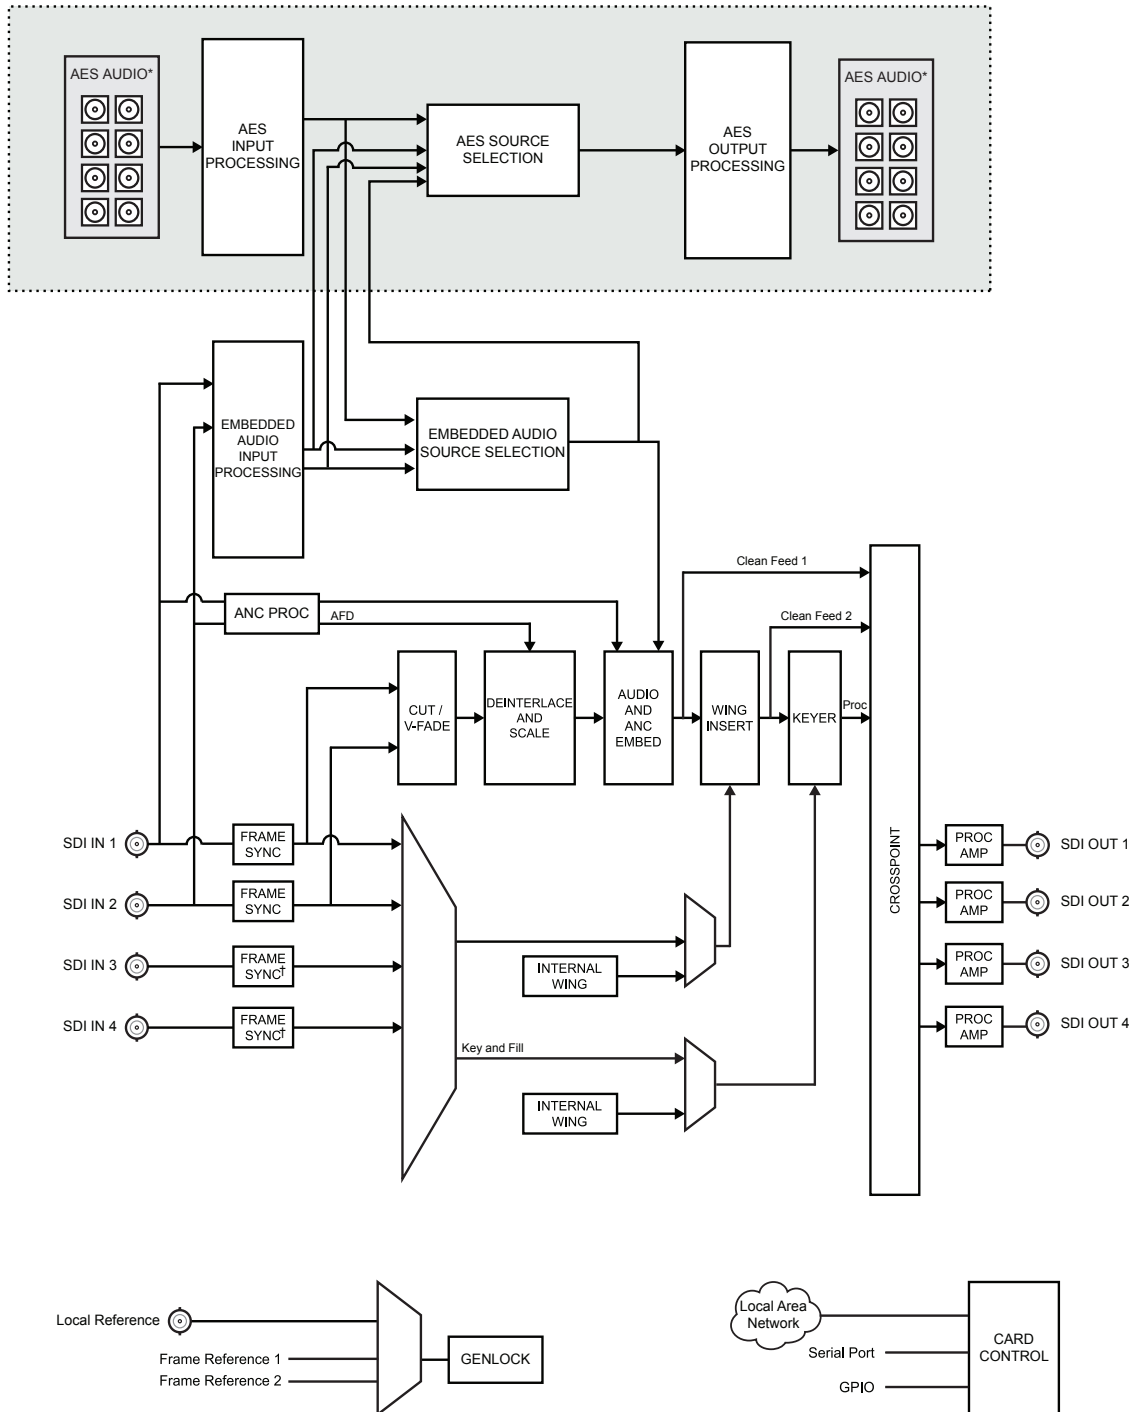 AES AUDIO*
AES
INPUT
PROCESSING
AES SOURCE
SELECTION
AES
OUTPUT
PROCESSING
AES AUDIO*
EMBEDDED
AUDIO
INPUT
PROCESSING
EMBEDDED AUDIO
SOURCE SELECTION
Clean Feed 1
ANC PROC
AFD
Clean Feed 2
CUT /
V-FADE
DEINTERLACE
AND
SCALE
AUDIO
AND
ANC
EMBED
WING
INSERT
KEYER
Proc
CROSSPOINT
SDI IN 1
FRAME
SYNC
PROC
AMP
SDI OUT 1
SDI IN 2
FRAME
SYNC
PROC
AMP
SDI OUT 2
SDI IN 3
FRAME
SYNC†
INTERNAL
WING
PROC
AMP
SDI OUT 3
SDI IN 4
FRAME
SYNC†
PROC
AMP
SDI OUT 4
Key and Fill
INTERNAL
WING
Local Reference
Frame Reference 1
Frame Reference 2
GENLOCK
Local Area
Network
Serial Port
GPIO
CARD
CONTROL